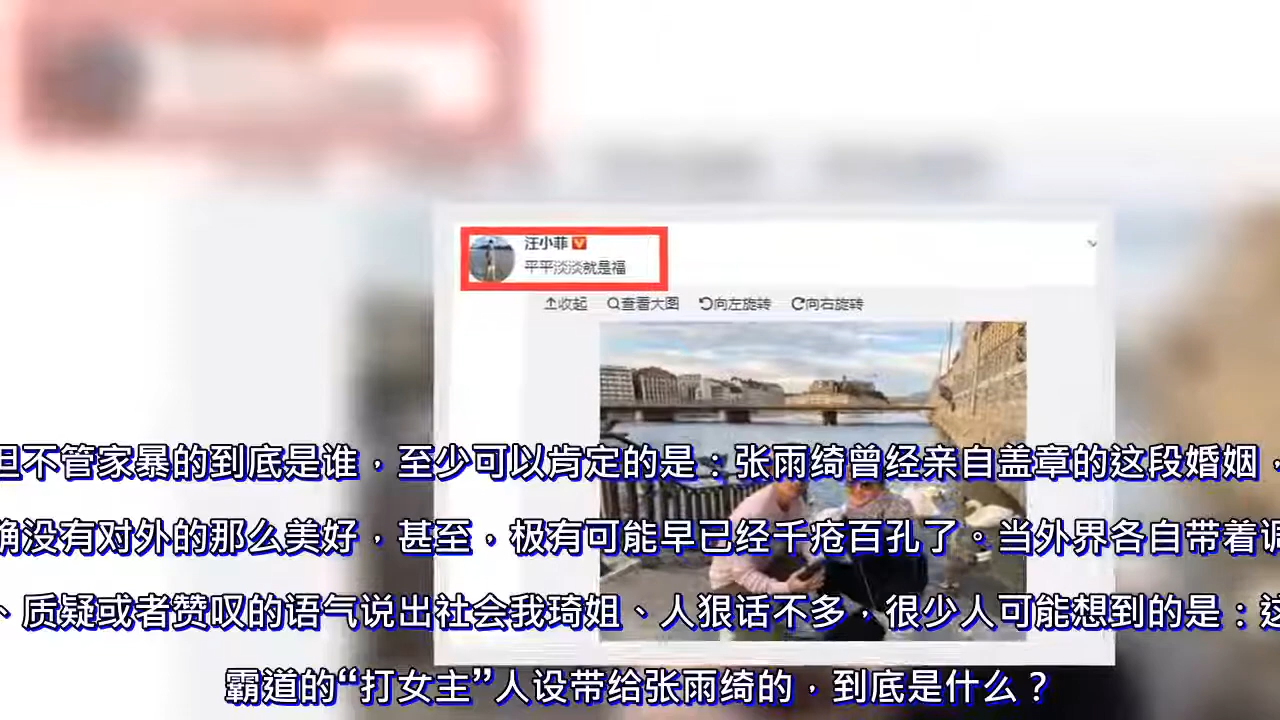 汪小菲
平平淡淡就是福
收起 查看大图 向左旋转 向右旋转
但不管家暴的到底是谁，至少可以肯定的是：张雨绮曾经亲自盖章的这段婚姻，
确没有对外的那么美好，甚至，极有可能早已经千疮百孔了。当外界各自带着调
、质疑或者赞叹的语气说出社会我琦姐、人狠话不多，很少人可能想到的是：这
霸道的“打女主”人设带给张雨绮的，到底是什么？